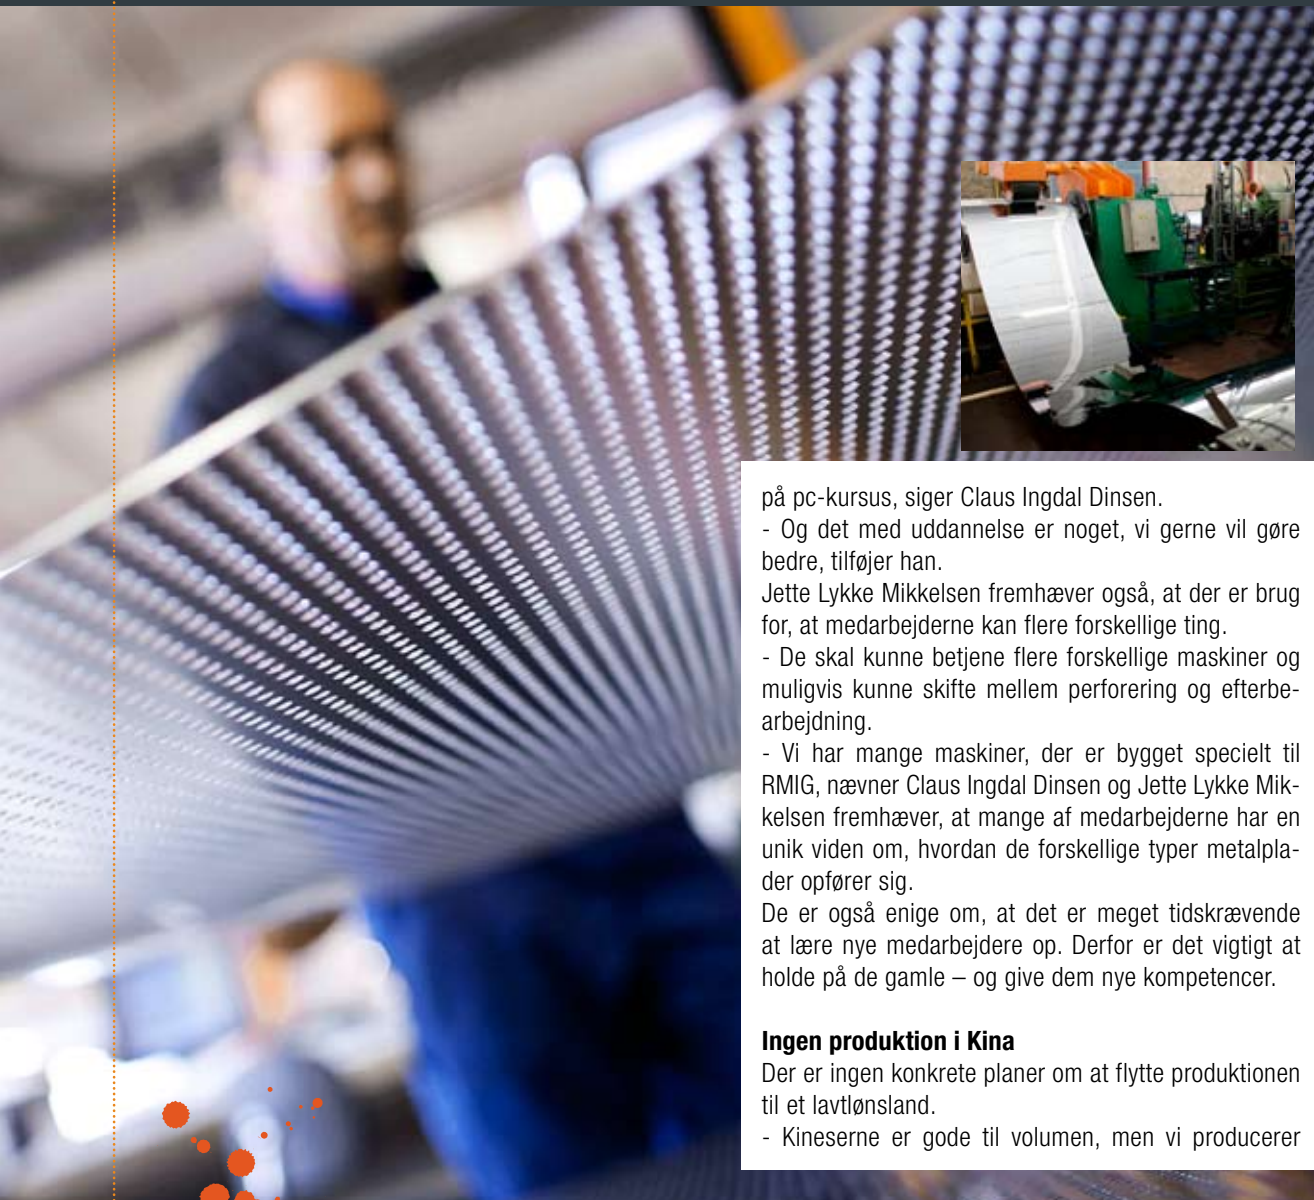 på pc-kursus, siger Claus Ingdal Dinsen.
- Og det med uddannelse er noget, vi gerne vil gøre
bedre, tilføjer han.
Jette Lykke Mikkelsen fremhæver også, at der er brug
for, at medarbejderne kan flere forskellige ting.
- De skal kunne betjene flere forskellige maskiner og
muligvis kunne skifte mellem perforering og efterbe-
arbejdning.
- Vi har mange maskiner, der er bygget specielt til
RMIG, nævner Claus Ingdal Dinsen og Jette Lykke Mik-
kelsen fremhæver, at mange af medarbejderne har en
unik viden om, hvordan de forskellige typer metalpla-
der opfører sig.
De er også enige om, at det er meget tidskrævende
at lære nye medarbejdere op. Derfor er det vigtigt at
holde på de gamle – og give dem nye kompetencer.
Ingen produktion i Kina
Der er ingen konkrete planer om at flytte produktionen
til et lavtlønsland.
- Kineserne er gode til volumen, men vi producerer